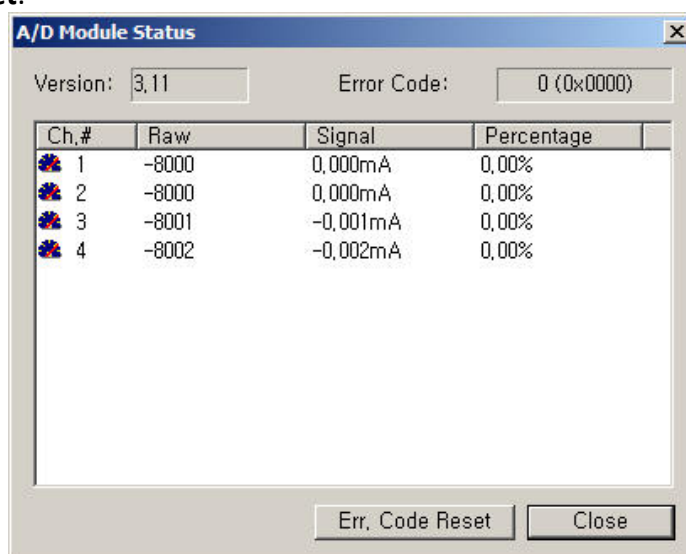 ct.
A/D Module Status
Version: 3,11 Error Code: 0 (0x0000)
Ch,# Raw Signal Percentage
1 -8000 0,000mA 0,00%
2 -8000 0,000mA 0,00%
3 -8001 -0,001mA 0,00%
4 -8002 -0,002mA 0,00%
Err, Code Reset Close